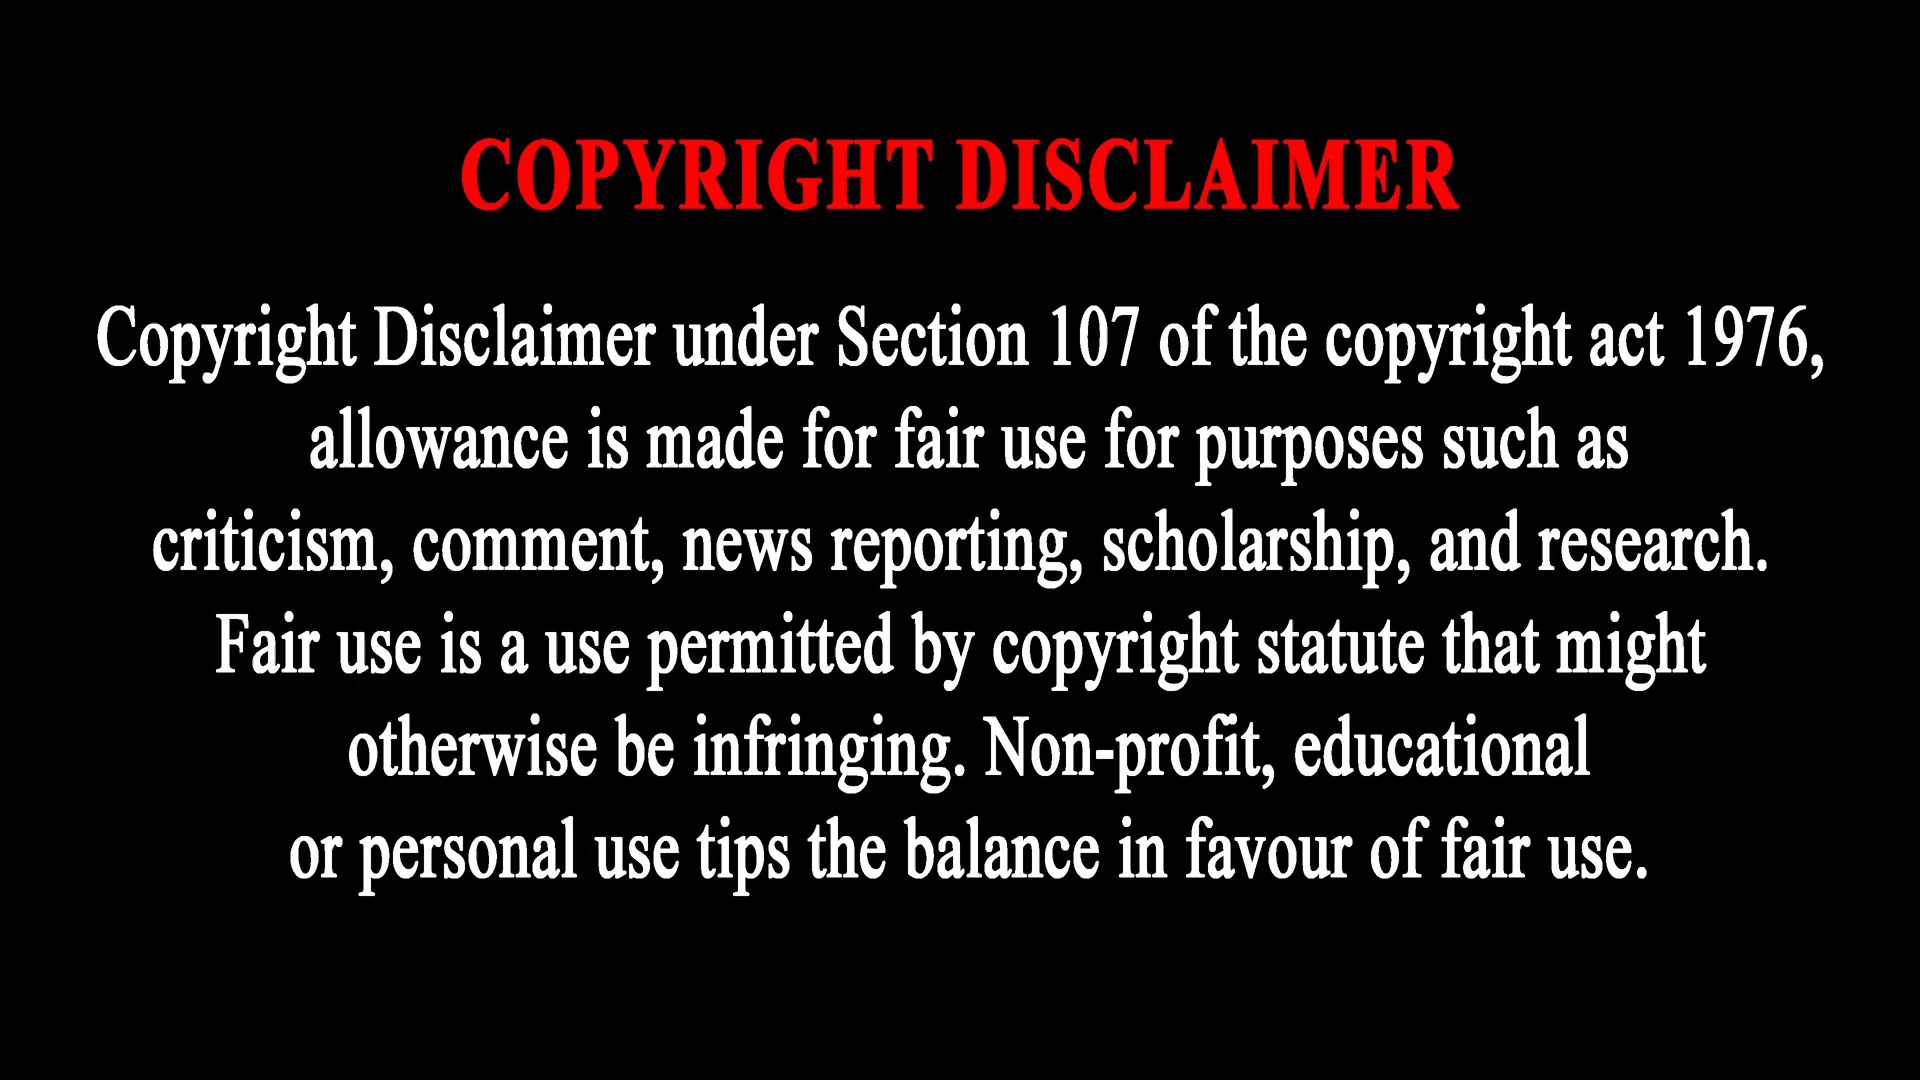 COPYRIGHT DISCLAIMER
Copyright Disclaimer under Section 107 of the copyright act 1976,
allowance is made for fair use for purposes such as
criticism, comment, news reporting, scholarship, and research.
Fair use is a use permitted by copyright statute that might
otherwise be infringing. Non-profit, educational
or personal use tips the balance in favour of fair use.